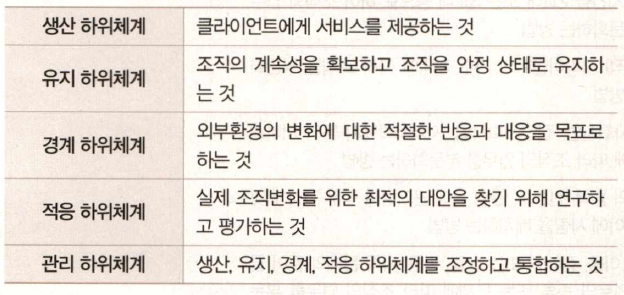 생산 하위체계
클라이언트에게 서비스를 제공하는 것
유지 하위체계
조직의 계속성을 확보하고 조직을 안정 상태로 유지하
는 것
경계 하위체계
외부환경의 변화에 대한 적절한 반응과 대응을 목표로
하는 것
적응 하위체계
실제 조직변화를 위한 최적의 대안을 찾기 위해 연구하
고 평가하는 것
관리 하위체계
생산, 유지, 경계, 적응 하위체계를 조정하고 통합하는 것